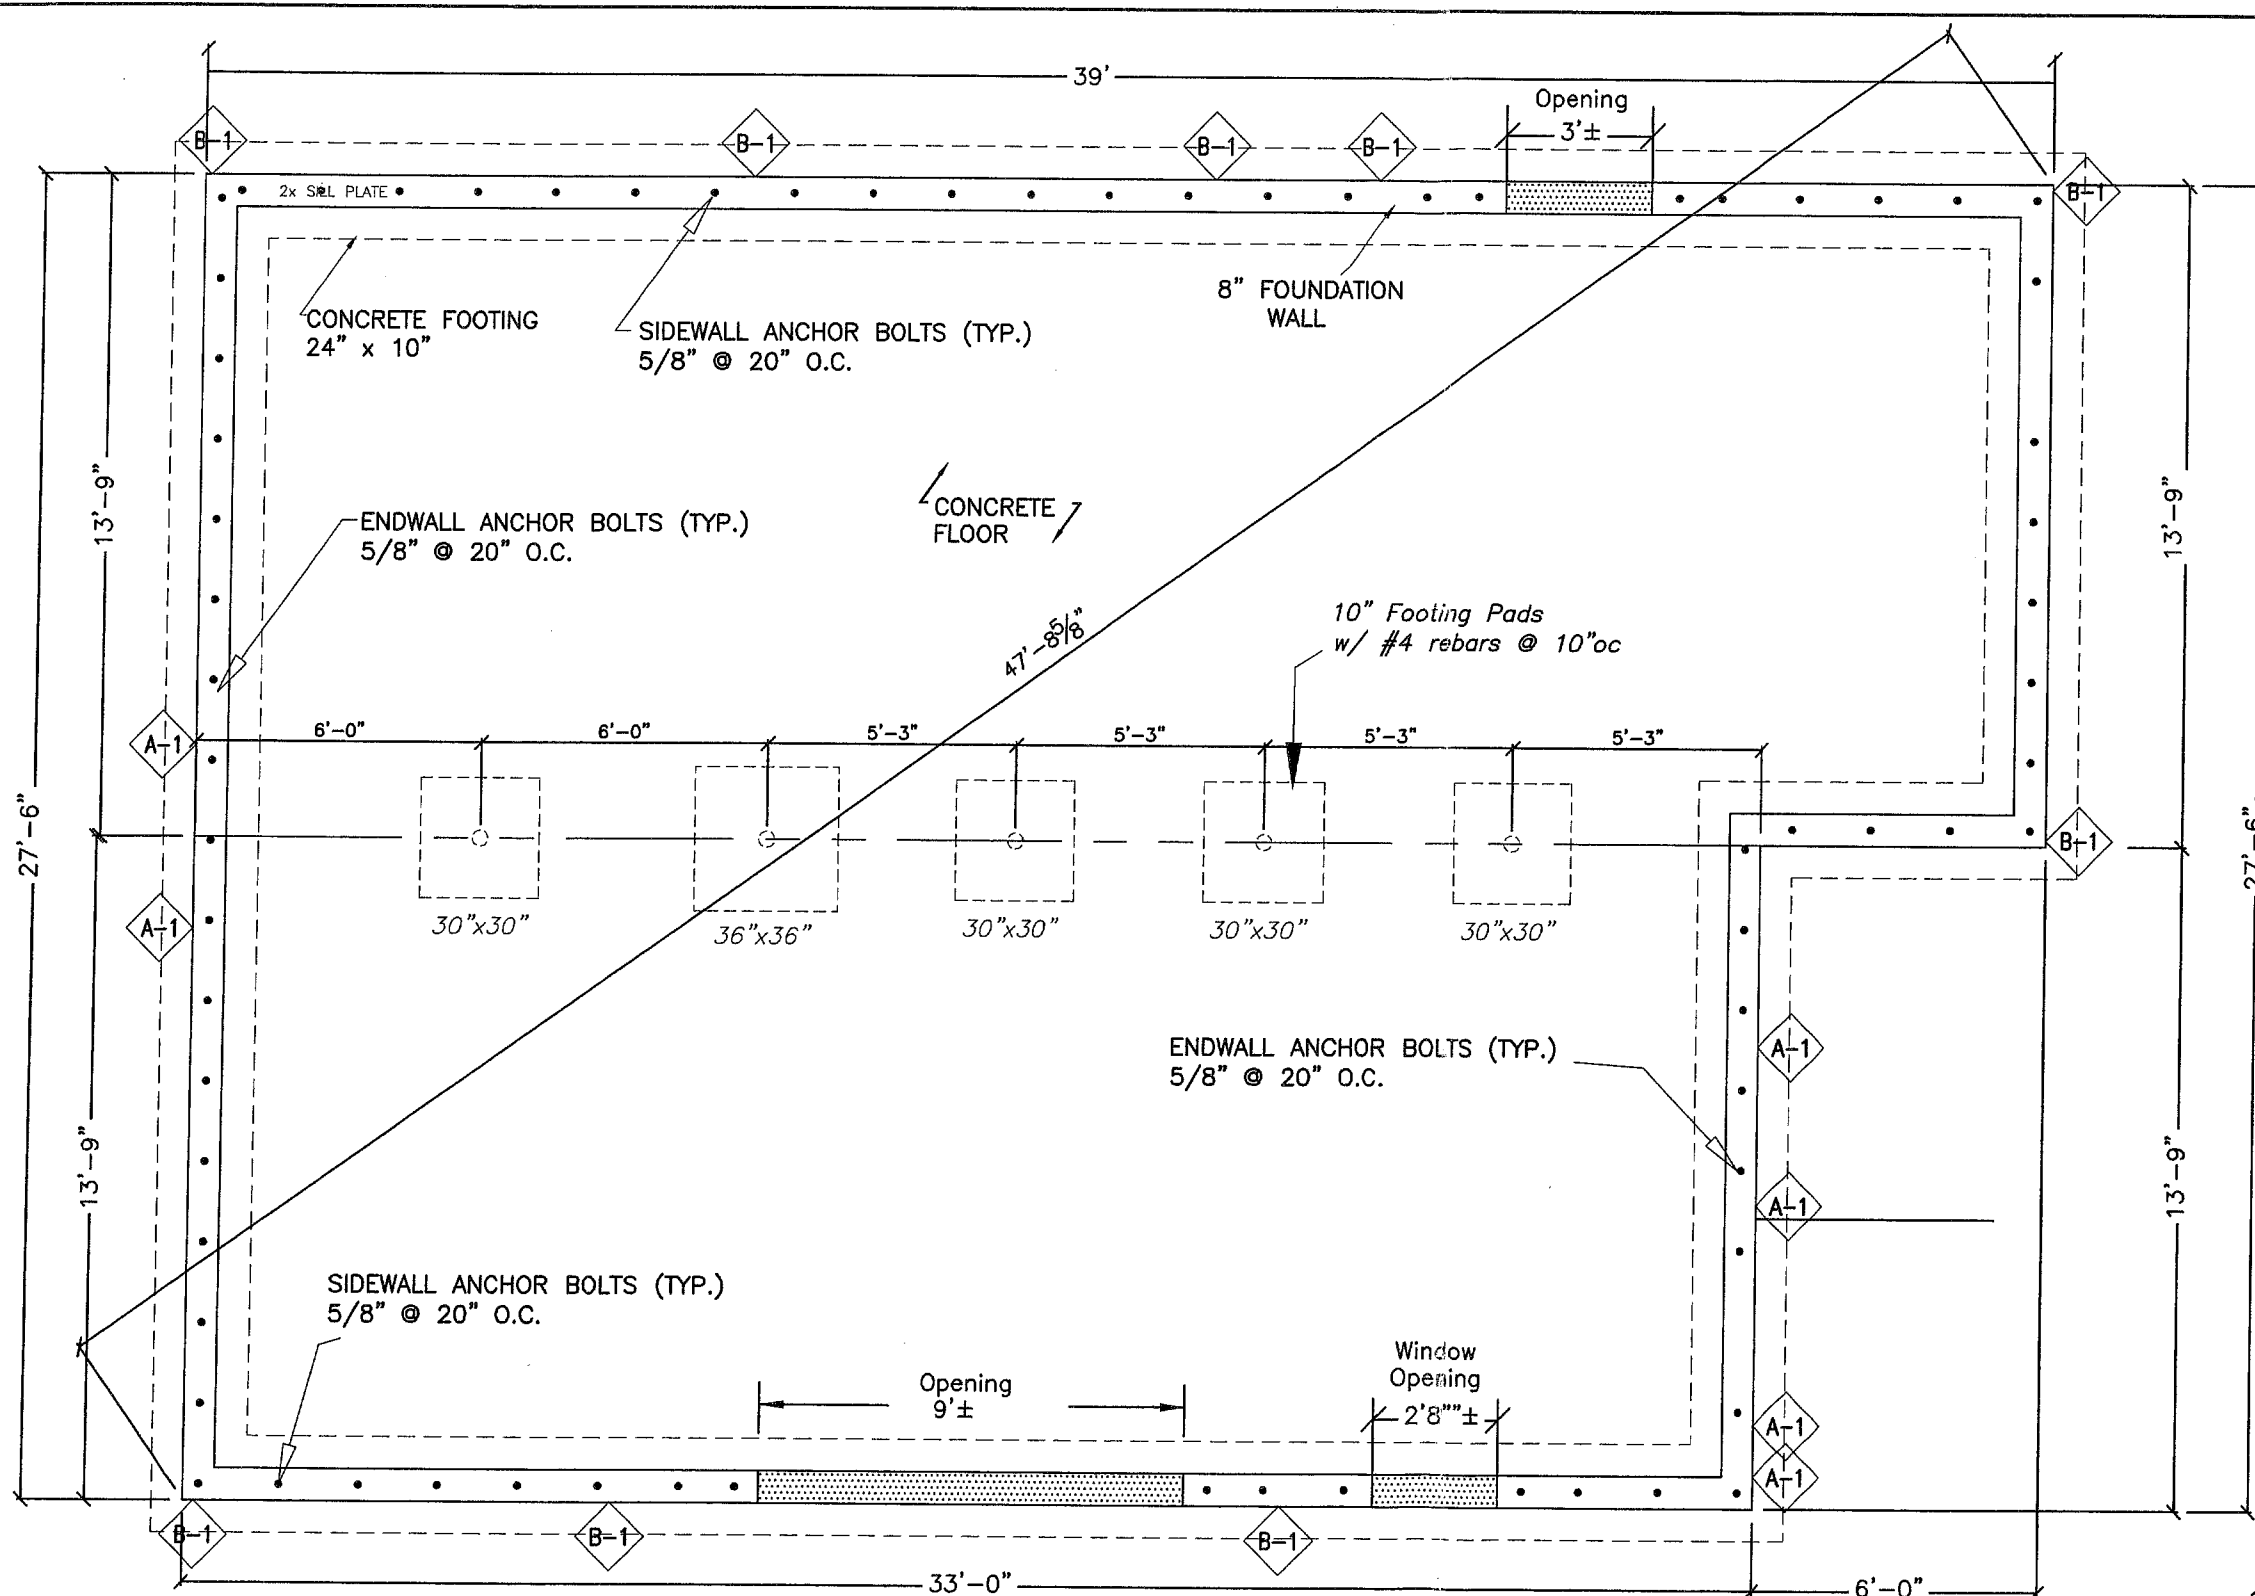 39'
Opening
3'±
B-1
B-1
B-1
B-1
B-1
2x SILL PLATE
CONCRETE FOOTING
24" x 10"
SIDEWALL ANCHOR BOLTS (TYP.)
5/8" @ 20" O.C.
8" FOUNDATION
WALL
13'-9"
13'-9"
ENDWALL ANCHOR BOLTS (TYP.)
5/8" @ 20" O.C.
CONCRETE
FLOOR
47'-8 5/8"
10" Footing Pads
w/ #4 rebars @ 10"oc
A-1
6'-0"
6'-0"
5'-3"
5'-3"
5'-3"
5'-3"
27'-6"
27'-6"
B-1
A-1
30"x30"
36"x36"
30"x30"
30"x30"
30"x30"
ENDWALL ANCHOR BOLTS (TYP.)
5/8" @ 20" O.C.
A-1
13'-9"
13'-9"
A-1
SIDEWALL ANCHOR BOLTS (TYP.)
5/8" @ 20" O.C.
Opening
9'±
Window
Opening
2'8""±
A-1
A-1
B-1
B-1
B-1
33'-0"
6'-0"